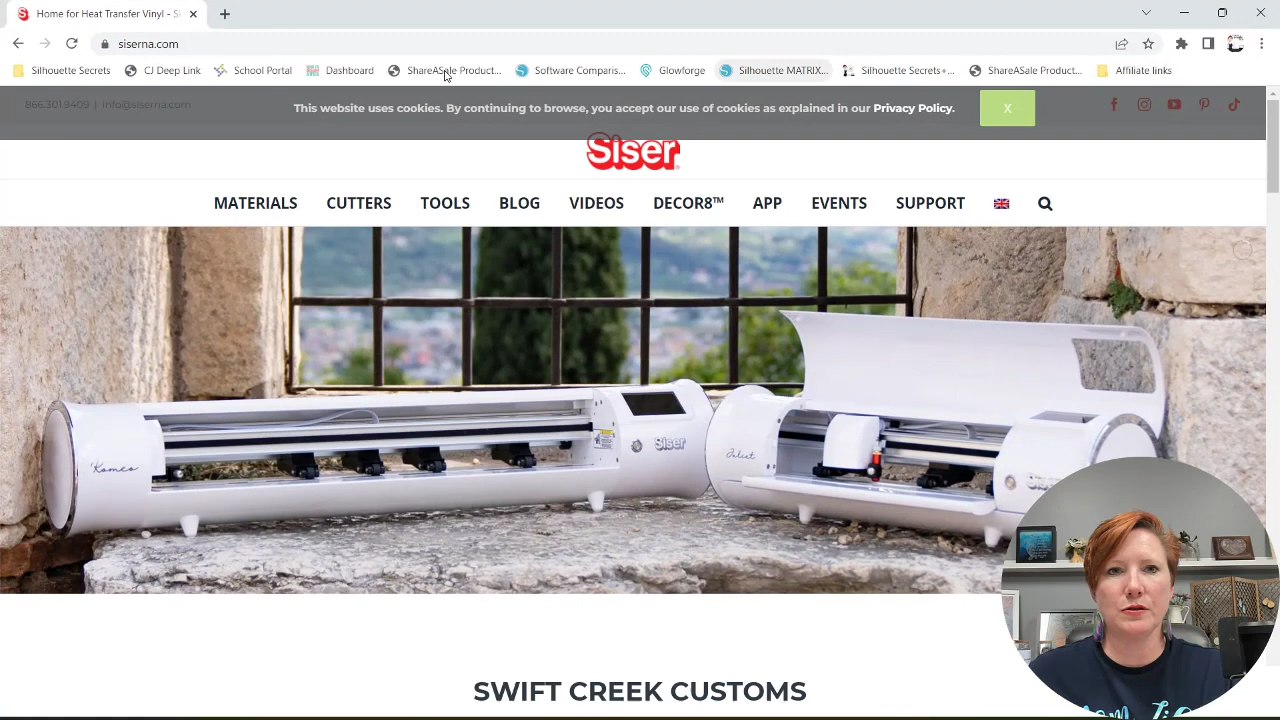 Home for Heat Transfer Vinyl - Si
siserna.com
Silhouette Secrets
CJ Deep Link
School Portal
Dashboard
ShareASale Product...
Software Comparis...
Glowforge
Silhouette MATRIX...
Silhouette Secrets+...
ShareASale Product...
Affiliate links
866.301.9409 | info@siserna.com
This website uses cookies. By continuing to browse, you accept our use of cookies as explained in our Privacy Policy.
X
Siser
MATERIALS
CUTTERS
TOOLS
BLOG
VIDEOS
DECOR8™
APP
EVENTS
SUPPORT
Romeo
Siser
Juliet
Siser
SWIFT CREEK CUSTOMS